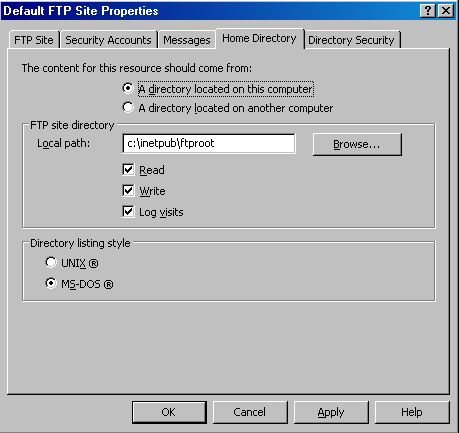 Default FTP Site Properties
FTP Site Security Accounts Messages Home Directory Directory Security
The content for this resource should come from:
A directory located on this computer
A directory located on another computer
FTP site directory
Local path: c:\inetpub\ftproot Browse...
Read
Write
Log visits
Directory listing style
UNIX ®
MS-DOS ®
OK Cancel Apply Help